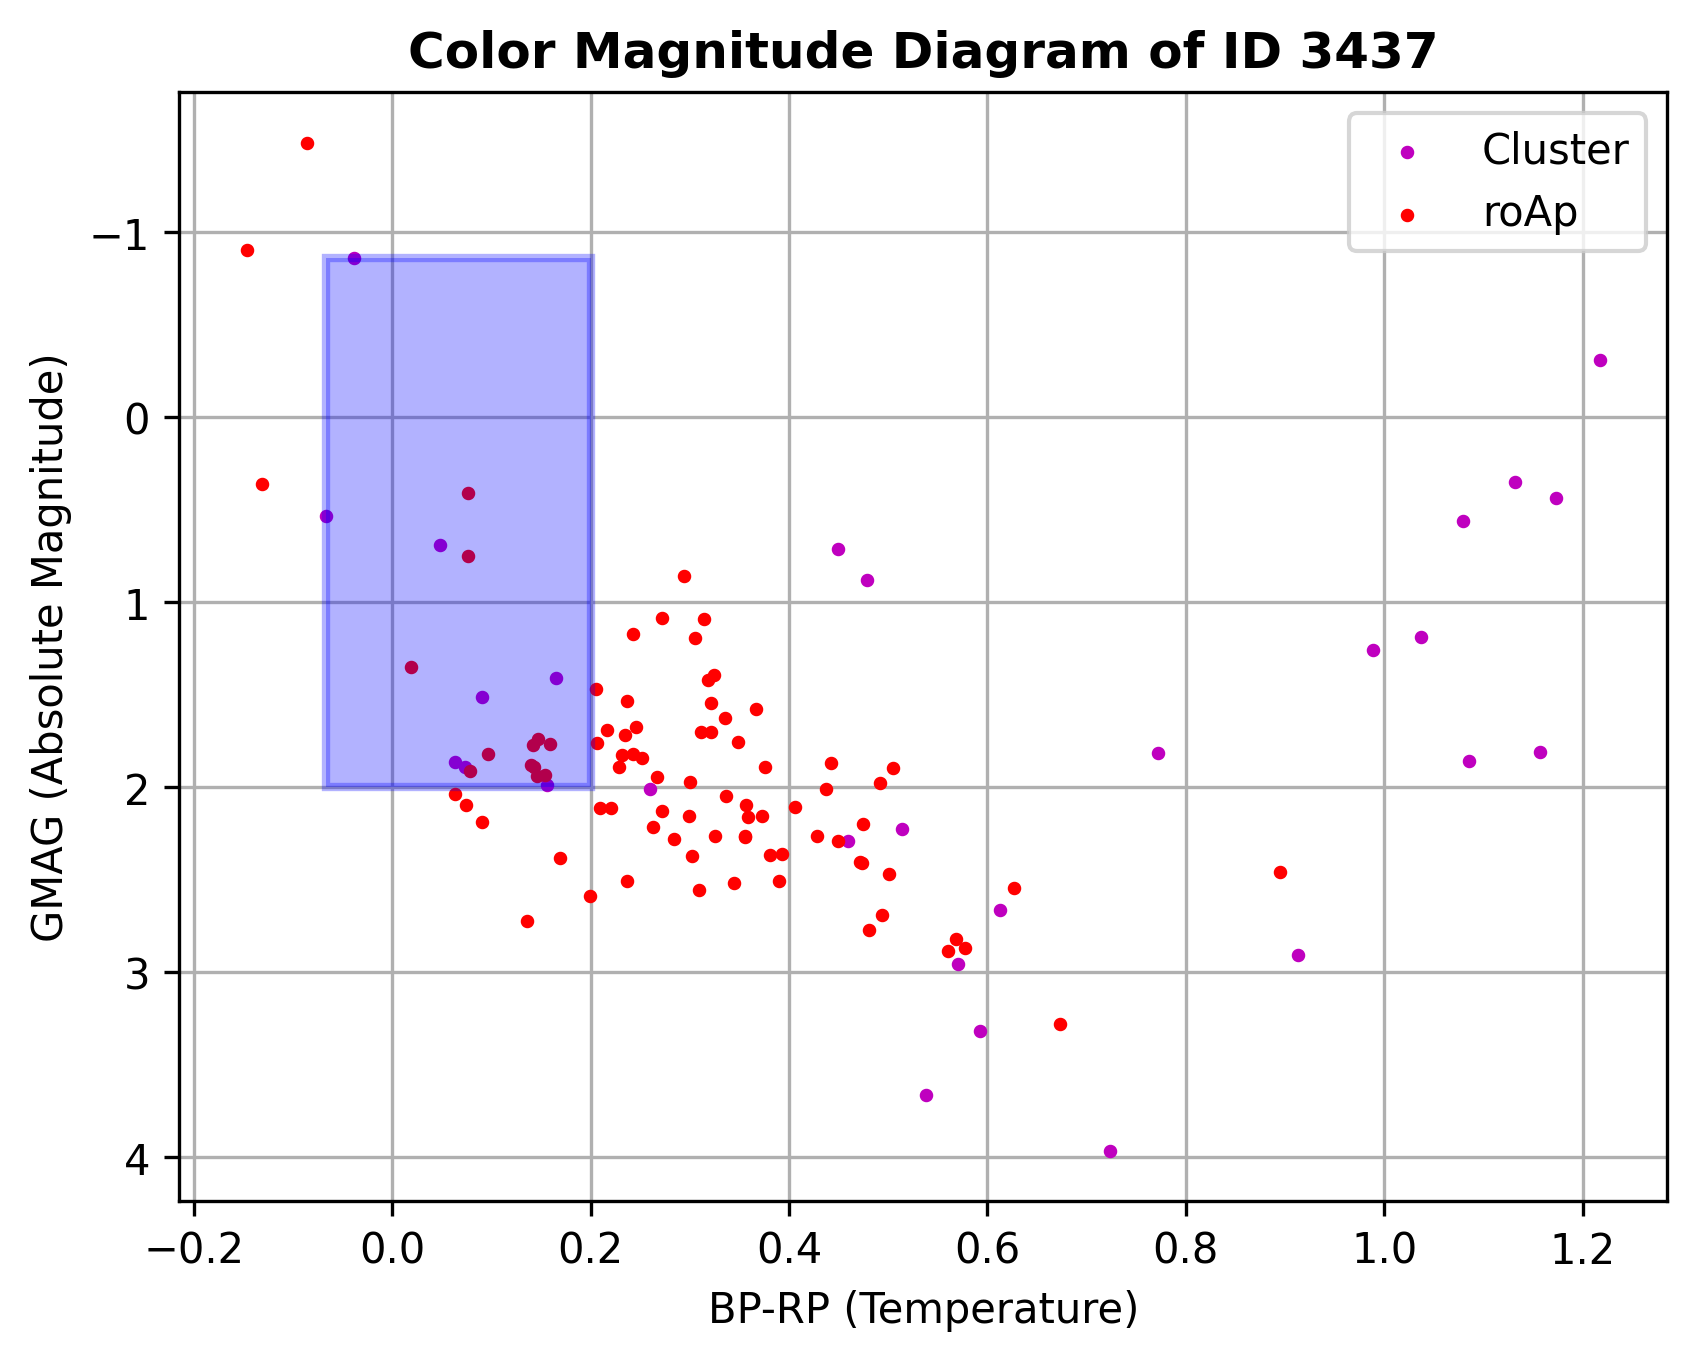 Color Magnitude Diagram of ID 3437
Cluster
roAp
GMAG (Absolute Magnitude)
−1
0
1
2
3
4
−0.2 0.0 0.2 0.4 0.6 0.8 1.0 1.2
BP-RP (Temperature)